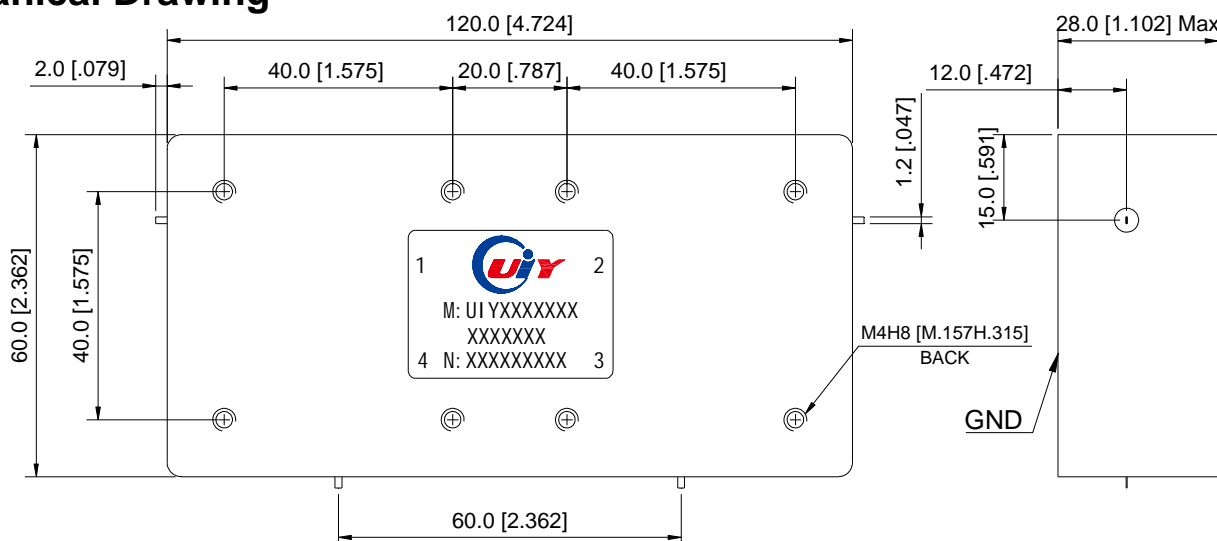 anical Drawing
120.0 [4.724]
28.0 [1.102] Max
2.0 [.079]
40.0 [1.575]
20.0 [.787]
40.0 [1.575]
12.0 [.472]
1.2 [.047]
15.0 [.591]
60.0 [2.362]
40.0 [1.575]
UiY
1
2
M: UIYXXXXXXX
XXXXXXX
4 N: XXXXXXXXX 3
M4H8 [M.157H.315]
BACK
GND
60.0 [2.362]